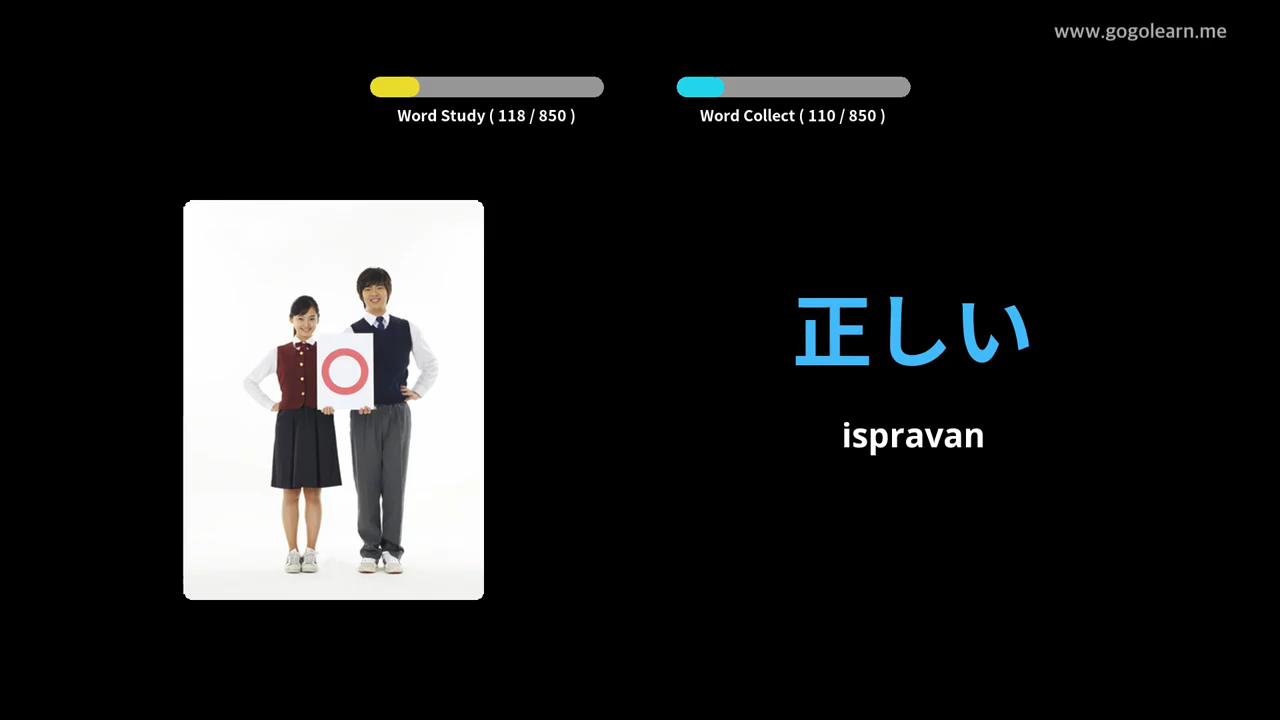 www.gogolearn.me
Word Study ( 118 / 850 )
Word Collect ( 110 / 850 )
正しい
ispravan